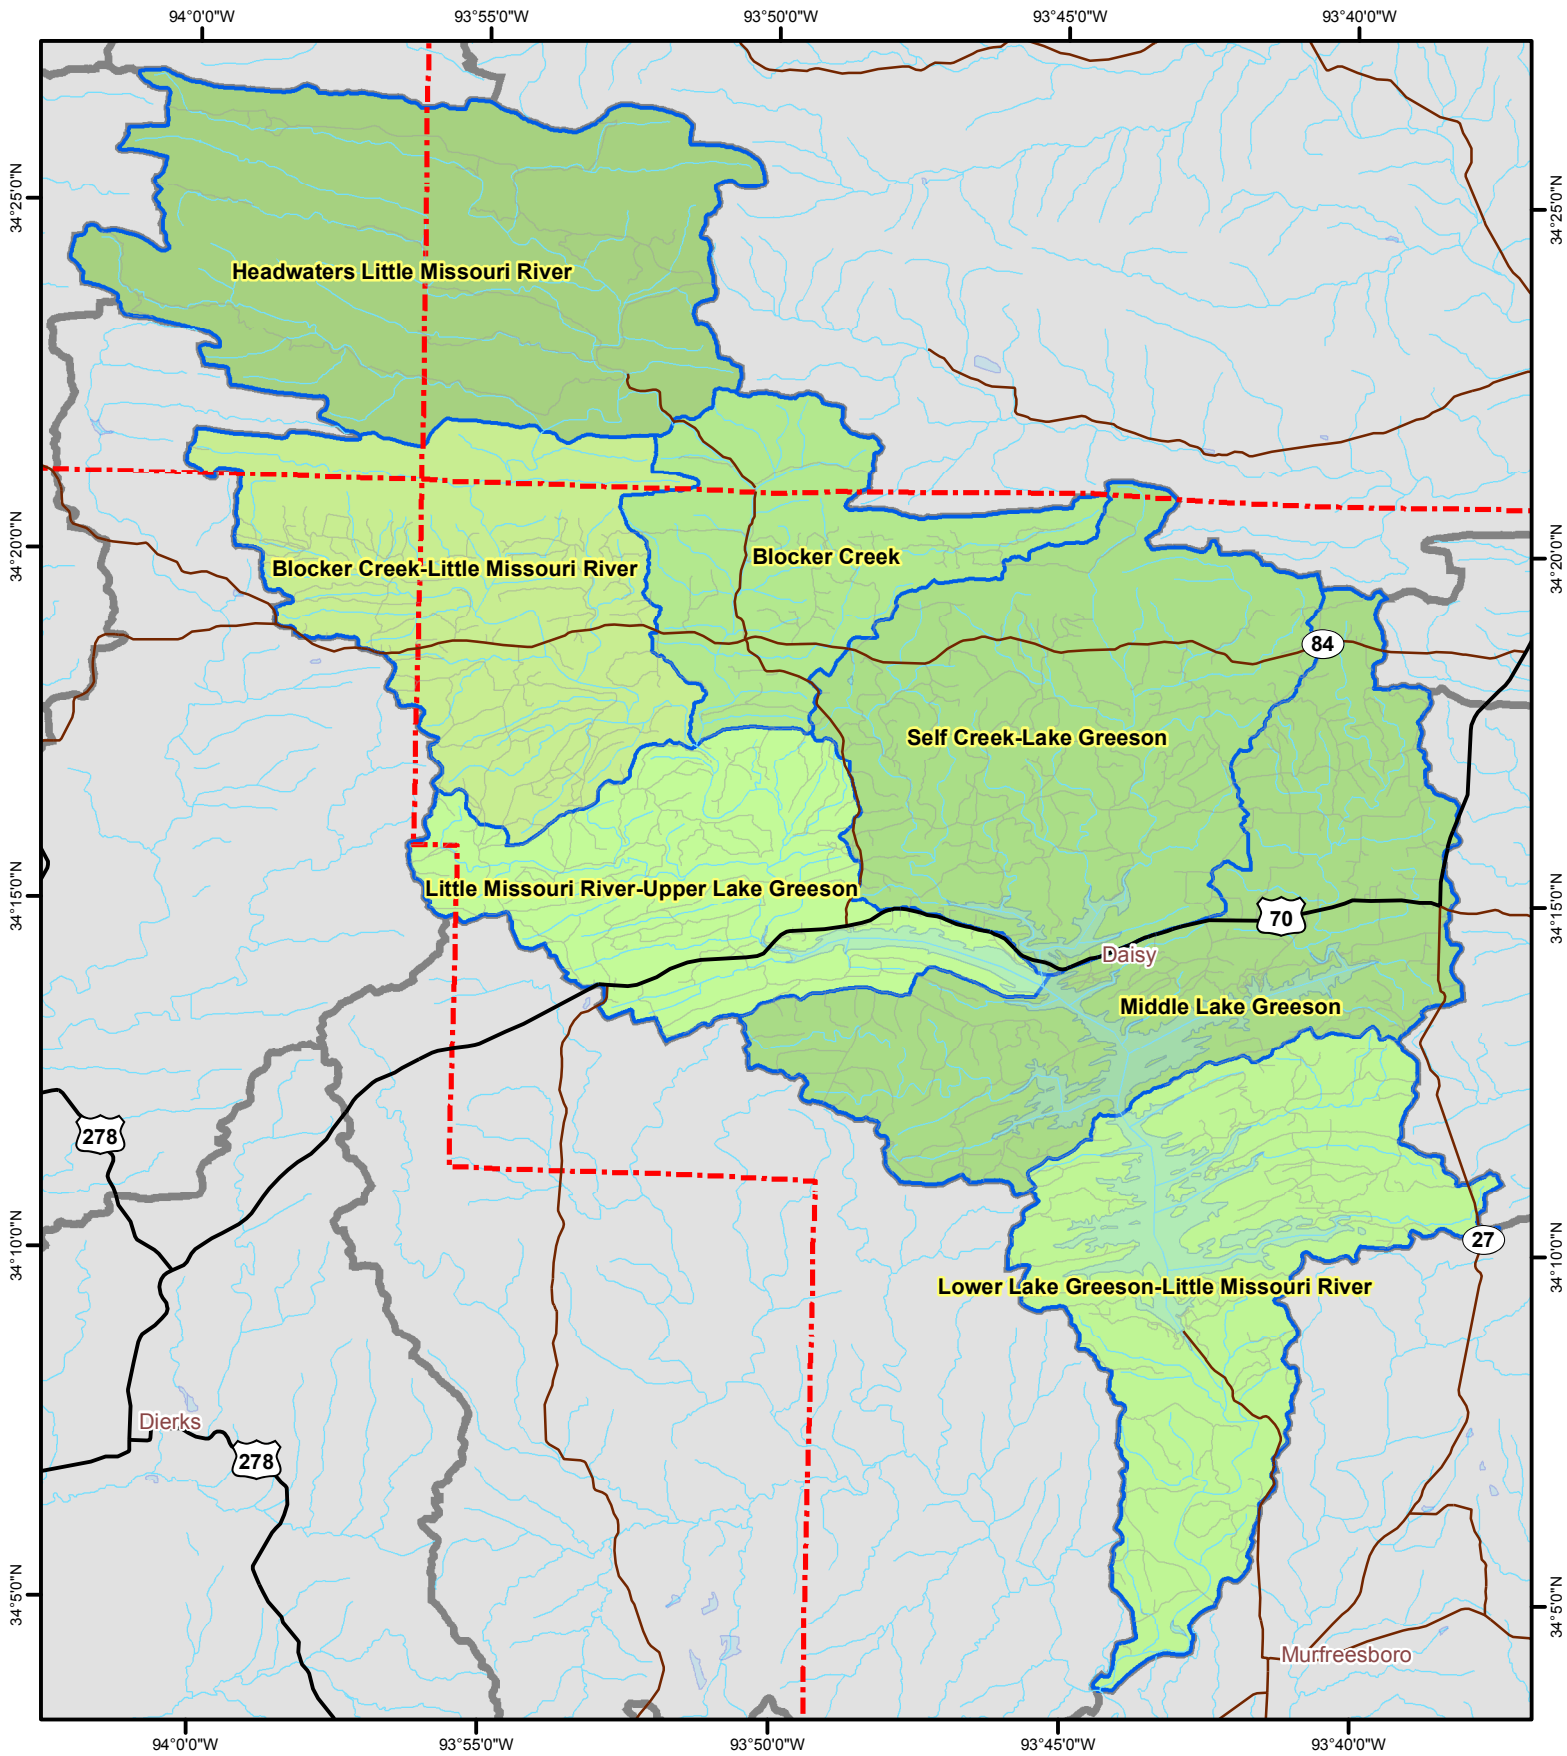 94°0'0"W 93°55'0"W 93°50'0"W 93°45'0"W 93°40'0"W
34°25'0"N 34°25'0"N
Headwaters Little Missouri River
34°20'0"N 34°20'0"N
Blocker Creek
Blocker Creek-Little Missouri River
84
Self Creek-Lake Greeson
34°15'0"N 34°15'0"N
Little Missouri River-Upper Lake Greeson
70
Daisy
Middle Lake Greeson
278
34°10'0"N 34°10'0"N
27
Lower Lake Greeson-Little Missouri River
Dierks
278
34°5'0"N 34°5'0"N
Murfreesboro
94°0'0"W 93°55'0"W 93°50'0"W 93°45'0"W 93°40'0"W